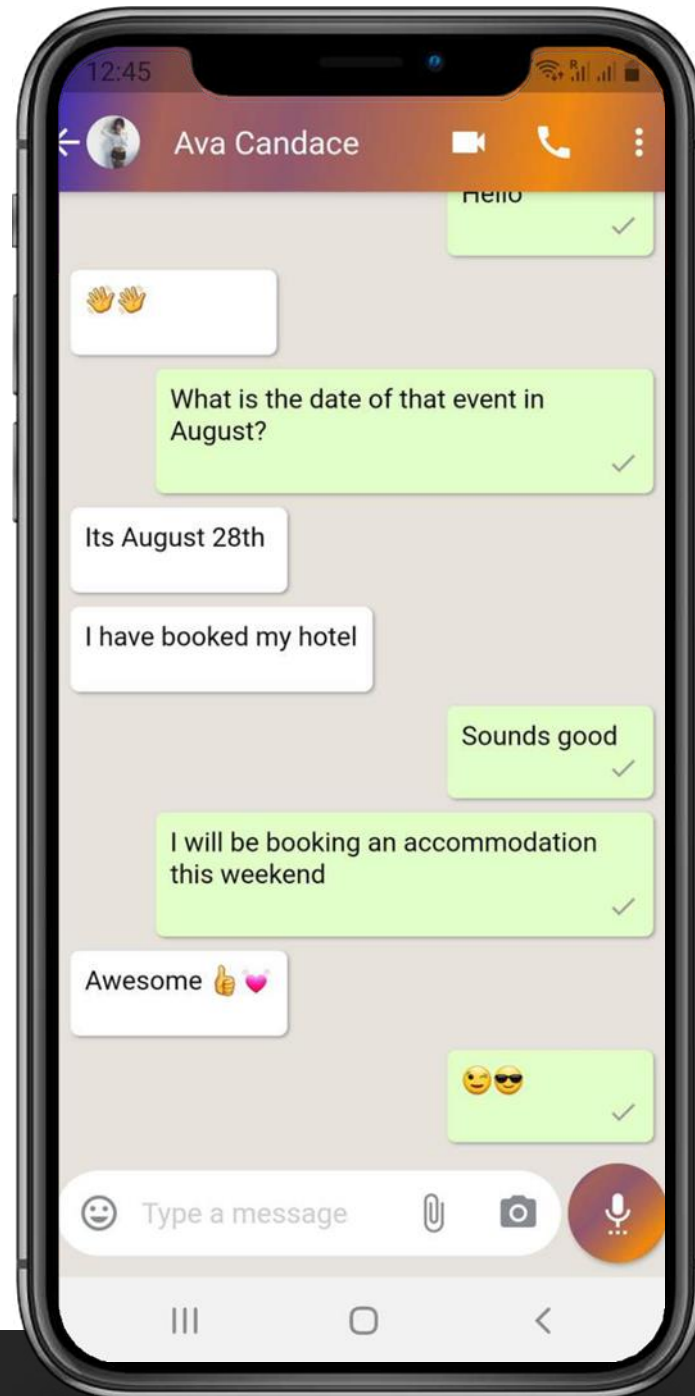 12:45
Ava Candace
Hello
👋👋
What is the date of that event in
August?
Its August 28th
I have booked my hotel
Sounds good
I will be booking an accommodation
this weekend
Awesome 👍💓
😉😎
Type a message